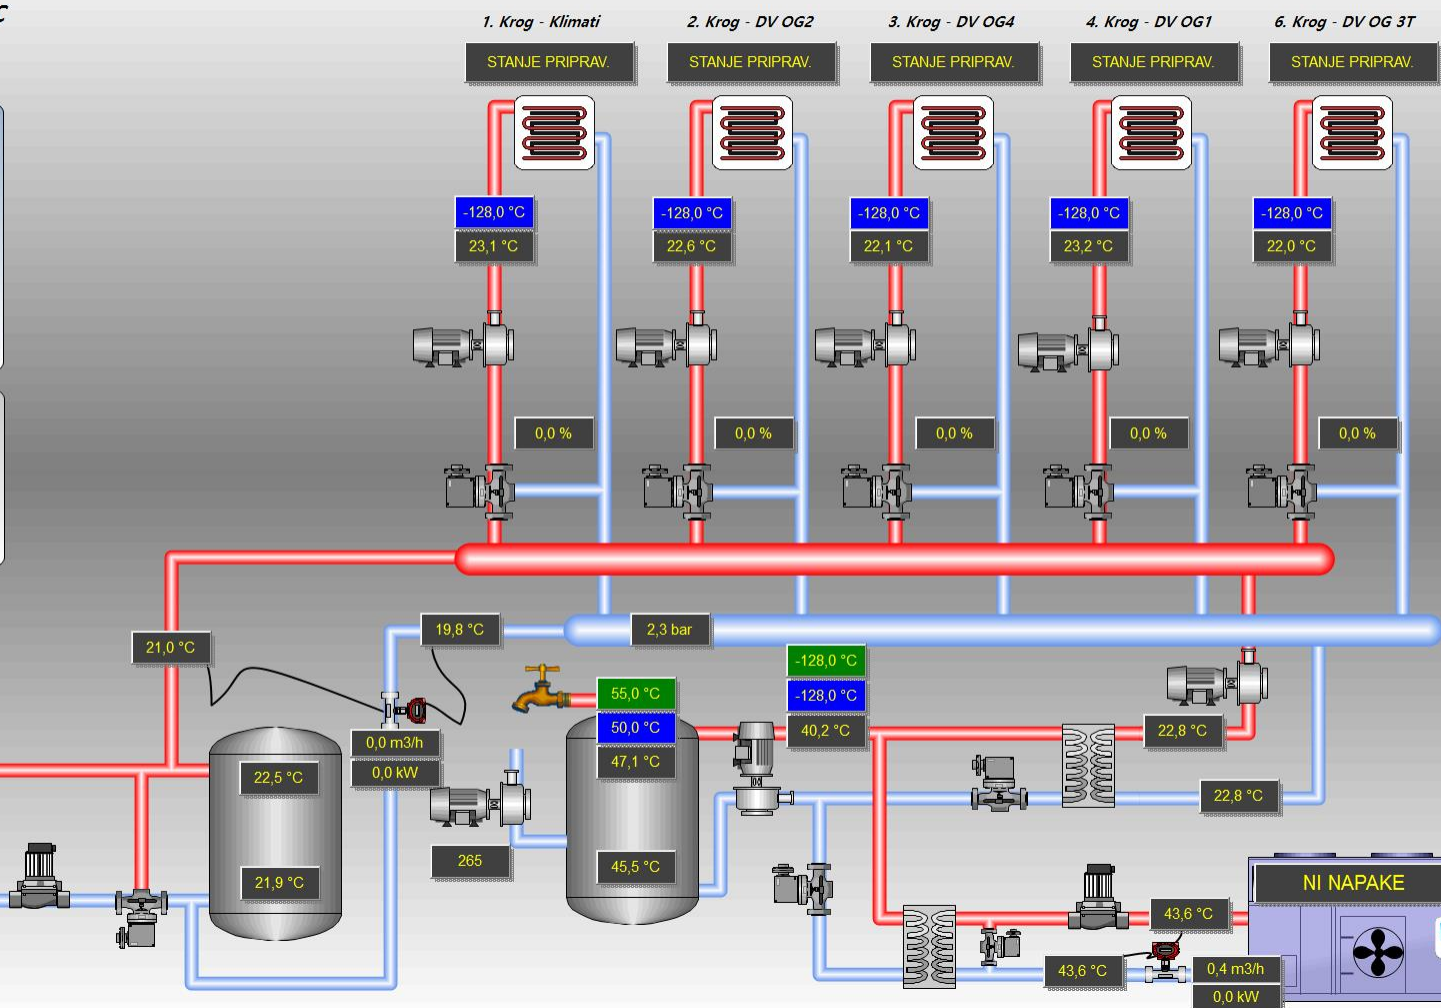 C
1. Krog - Klimati
2. Krog - DV OG2
3. Krog - DV OG4
4. Krog - DV OG1
6. Krog - DV OG 3T
STANJE PRIPRAV.
STANJE PRIPRAV.
STANJE PRIPRAV.
STANJE PRIPRAV.
STANJE PRIPRAV.
-128,0 °C
-128,0 °C
-128,0 °C
-128,0 °C
-128,0 °C
23,1 °C
22,6 °C
22,1 °C
23,2 °C
22,0 °C
0,0 %
0,0 %
0,0 %
0,0 %
0,0 %
21,0 °C
19,8 °C
2,3 bar
-128,0 °C
55,0 °C
-128,0 °C
50,0 °C
40,2 °C
22,8 °C
0,0 m3/h
47,1 °C
0,0 kW
22,5 °C
22,8 °C
265
45,5 °C
21,9 °C
NI NAPAKE
43,6 °C
43,6 °C
0,4 m3/h
0,0 kW